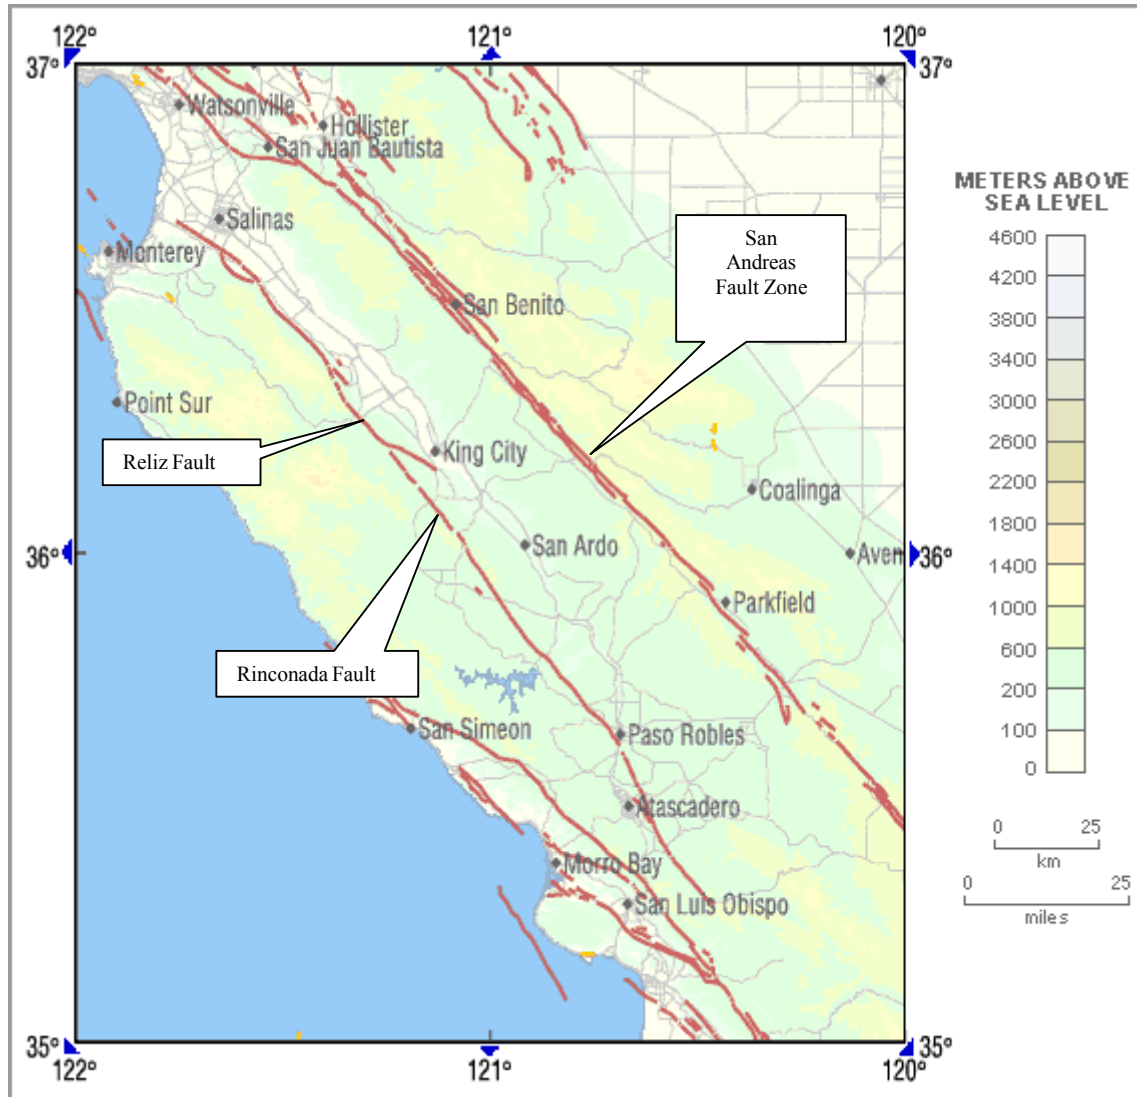 122°
121°
120°
37°
37°
Watsonville
Hollister
San Juan Bautista
Salinas
Monterey
San Benito
San
Andreas
Fault Zone
METERS ABOVE
SEA LEVEL
4600
4200
3800
3400
3000
2600
2200
1800
1400
1000
600
200
100
0
Point Sur
Reliz Fault
King City
Coalinga
36°
San Ardo
Aven
36°
Parkfield
Rinconada Fault
San Simeon
Paso Robles
Atascadero
0 25
km
0 25
miles
Morro Bay
San Luis Obispo
35°
35°
122°
121°
120°